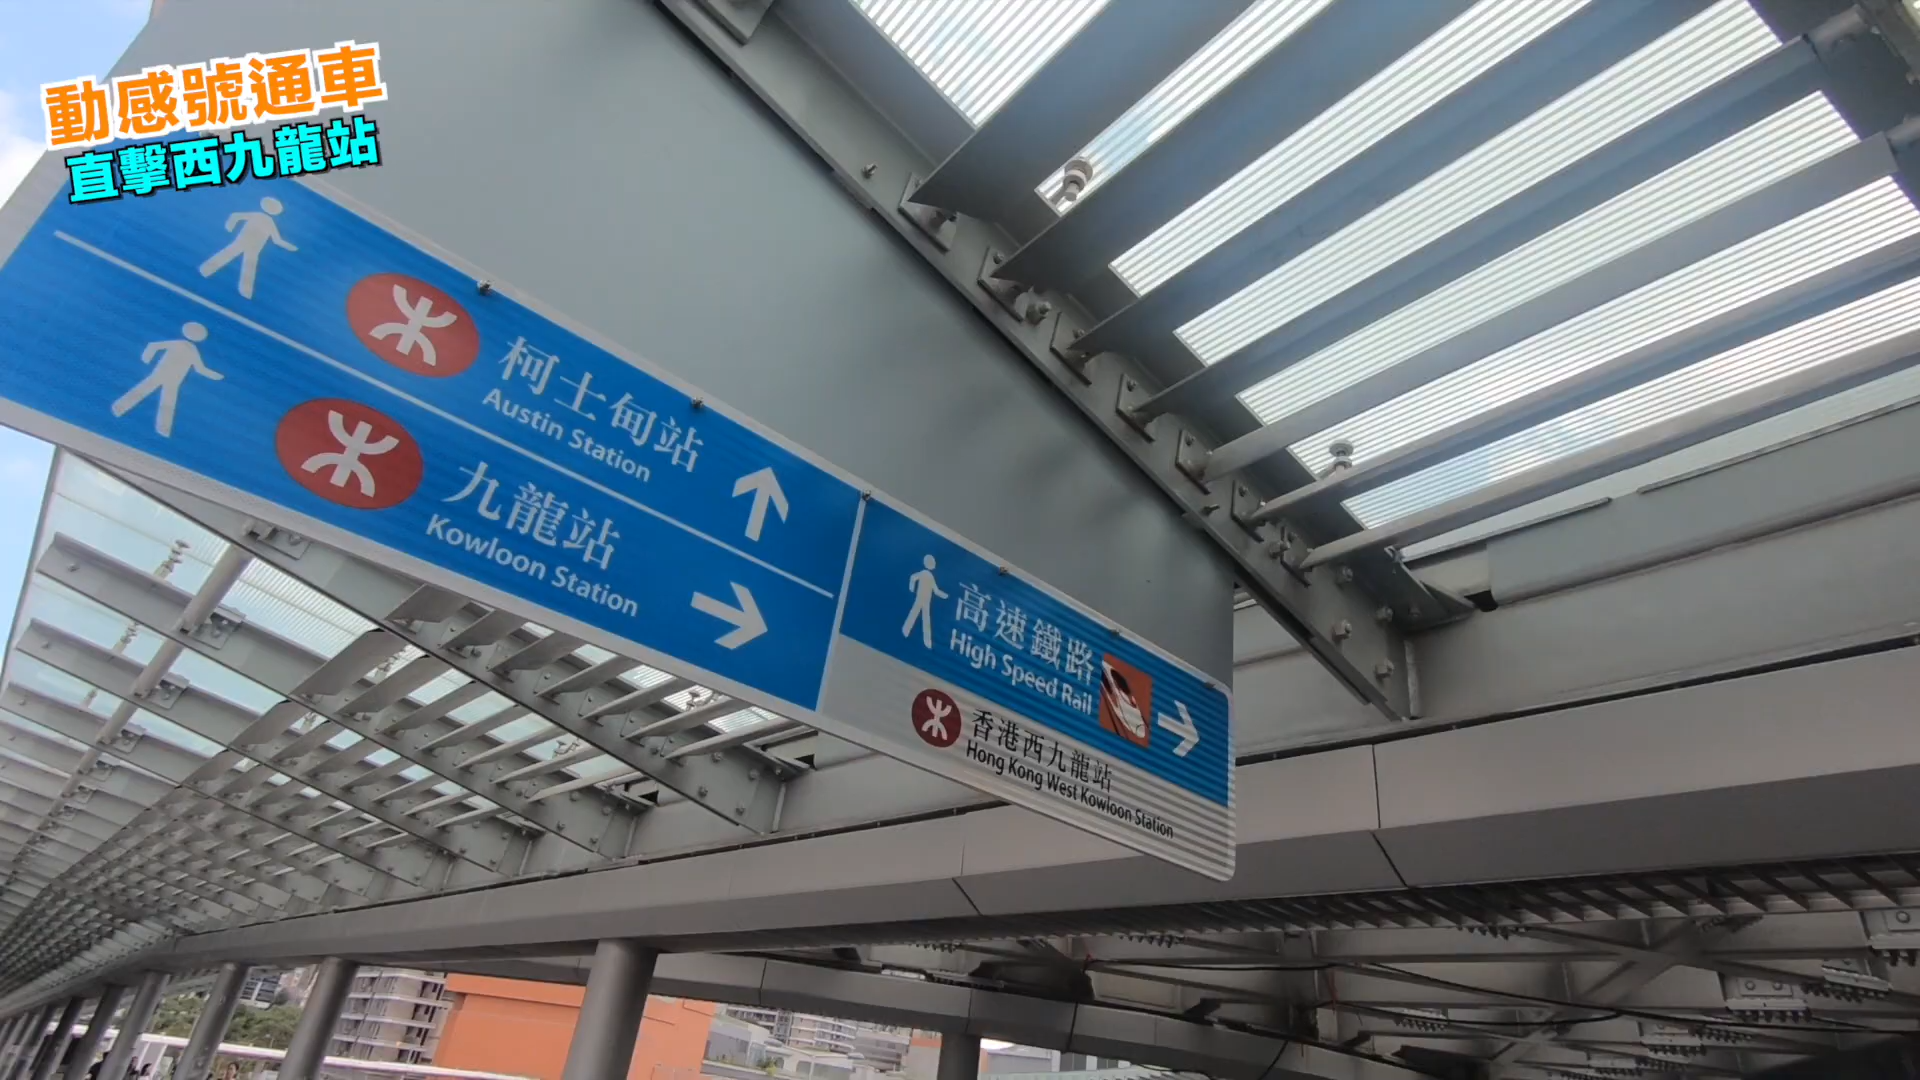 動感號通車
直擊西九龍站
柯士甸站
Austin Station
九龍站
Kowloon Station
高速鐵路
High Speed Rail
香港西九龍站
Hong Kong West Kowloon Station